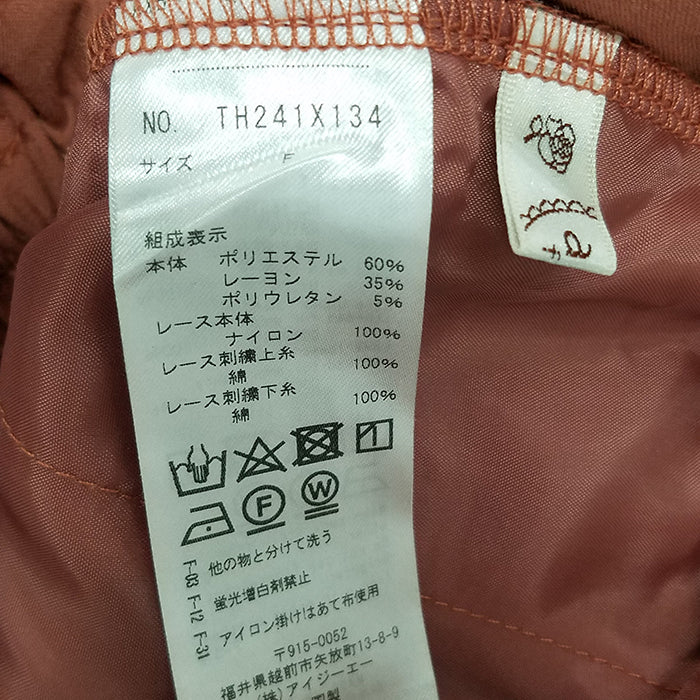 NO. TH241X134
サイズ F
組成表示
本体 ポリエステル 60%
レーヨン 35%
ポリウレタン 5%
レース本体
ナイロン 100%
レース刺繍上糸
綿 100%
レース刺繍下糸
綿 100%
F
W
F-03 他の物と分けて洗う
F-12 蛍光増白剤禁止
F-31 アイロン掛けはあて布使用
〒915-0052
福井県越前市矢放町13-8-9
(株)アイジーエー